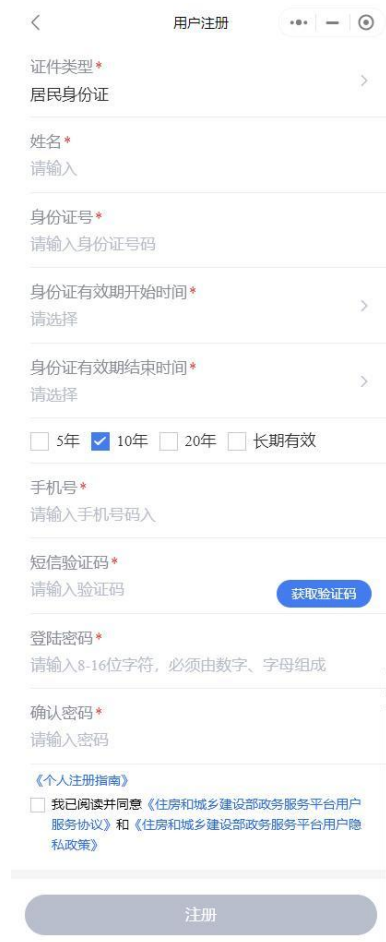 用户注册
证件类型*
居民身份证
姓名*
请输入
身份证号*
请输入身份证号码
身份证有效期开始时间*
请选择
身份证有效期结束时间*
请选择
5年 10年 20年 长期有效
手机号*
请输入手机号码入
短信验证码*
请输入验证码 获取验证码
登陆密码*
请输入8-16位字符，必须由数字、字母组成
确认密码*
请输入密码
《个人注册指南》
我已阅读并同意《住房和城乡建设部政务服务平台用户
服务协议》和《住房和城乡建设部政务服务平台用户隐
私政策》
注册